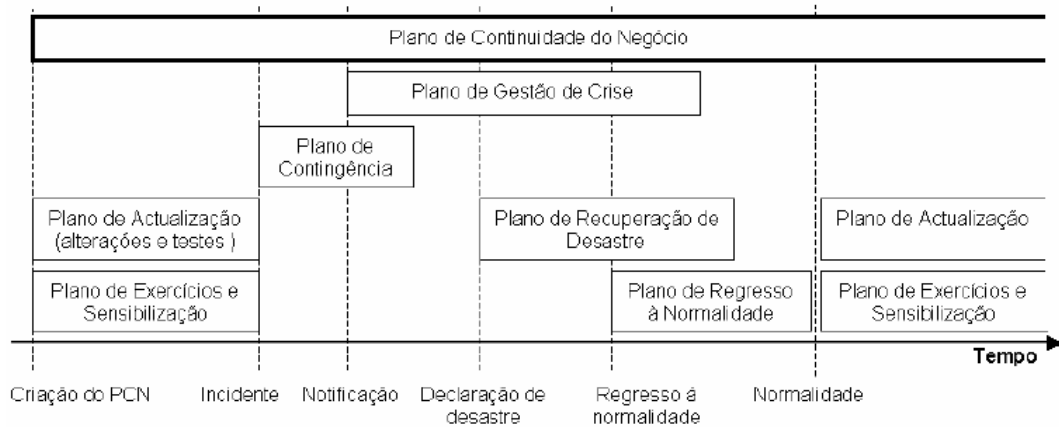 Plano de Continuidade do Negócio
Plano de Gestão de Crise
Plano de
Contingência
Plano de Actualização
(alterações e testes )
Plano de Recuperação de
Desastre
Plano de Actualização
Plano de Exercícios e
Sensibilização
Plano de Regresso
à Normalidade
Plano de Exercícios e
Sensibilização
Tempo
Criação do PCN
Incidente
Notificação
Declaração de
desastre
Regresso à
normalidade
Normalidade